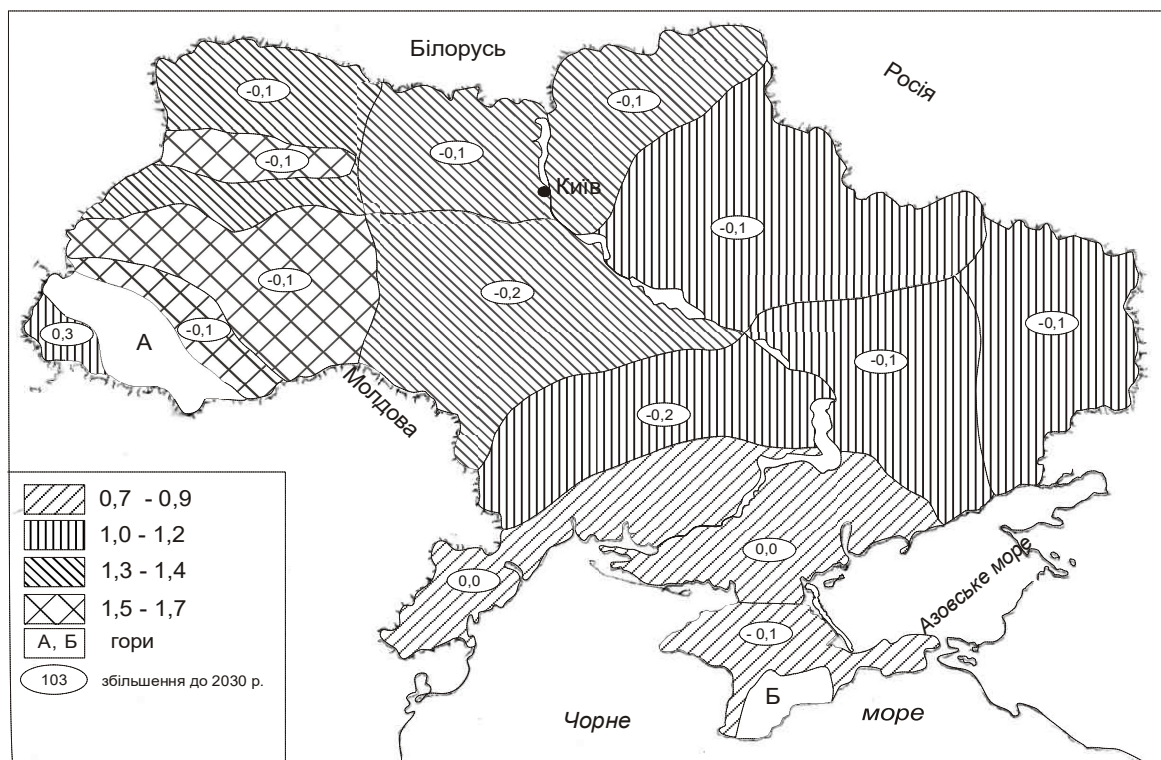 Білорусь
Росія
-0,1
-0,1
-0,1
-0,1
Київ
-0,1
-0,1
-0,2
0,3
А
-0,1
-0,1
-0,1
Молдова
-0,2
0,7 - 0,9
1,0 - 1,2
1,3 - 1,4
1,5 - 1,7
А, Б гори
103 збільшення до 2030 р.
0,0
0,0
Азовське море
- 0,1
Б
Чорне
море